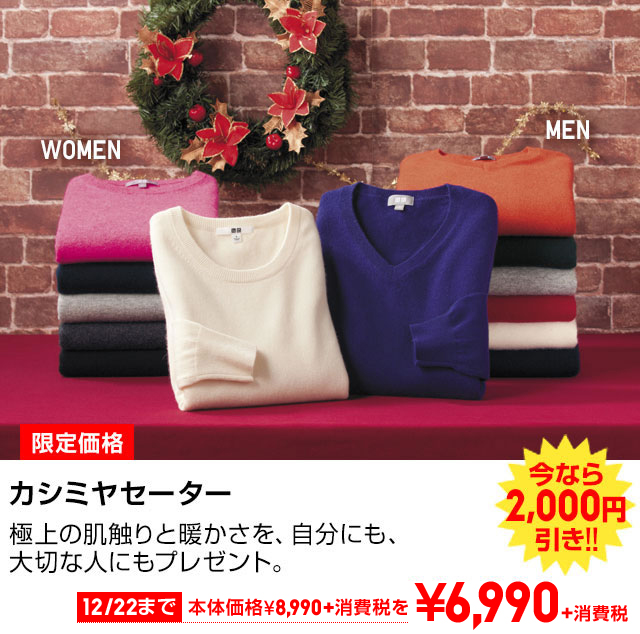 WOMEN
MEN
限定価格
カシミヤセーター
極上の肌触りと暖かさを、自分にも、
大切な人にもプレゼント。
今なら
2,000円
引き!!
12/22まで 本体価格¥8,990+消費税を ¥6,990+消費税